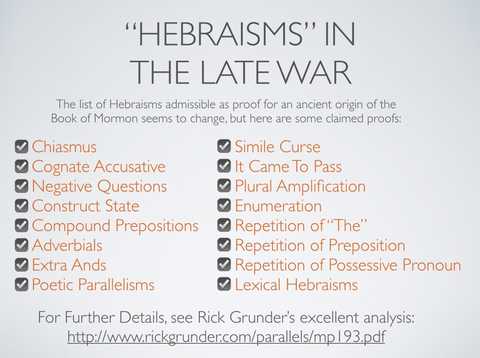 “HEBRAISMS” IN
THE LATE WAR
The list of Hebraisms admissible as proof for an ancient origin of the
Book of Mormon seems to change, but here are some claimed proofs:
Chiasmus
Cognate Accusative
Negative Questions
Construct State
Compound Prepositions
Adverbials
Extra Ands
Poetic Parallelisms
Simile Curse
It Came To Pass
Plural Amplification
Enumeration
Repetition of “The”
Repetition of Preposition
Repetition of Possessive Pronoun
Lexical Hebraisms
For Further Details, see Rick Grunder’s excellent analysis:
http://www.rickgrunder.com/parallels/mp193.pdf